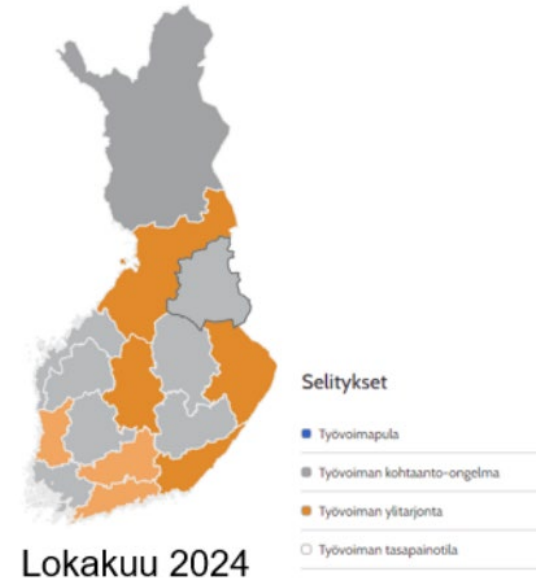 Selitykset
Työvoimapula
Työvoiman kohtaanto-ongelma
Työvoiman ylitarjonta
Työvoiman tasapainotila
Lokakuu 2024